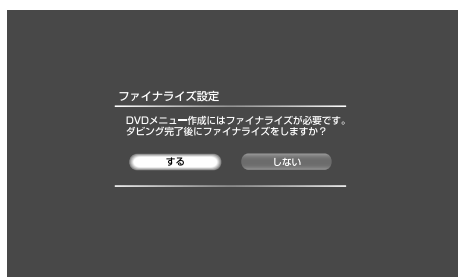 ファイナライズ設定
DVDメニュー作成にはファイナライズが必要です。
ダビング完了後にファイナライズをしますか？
する
しない